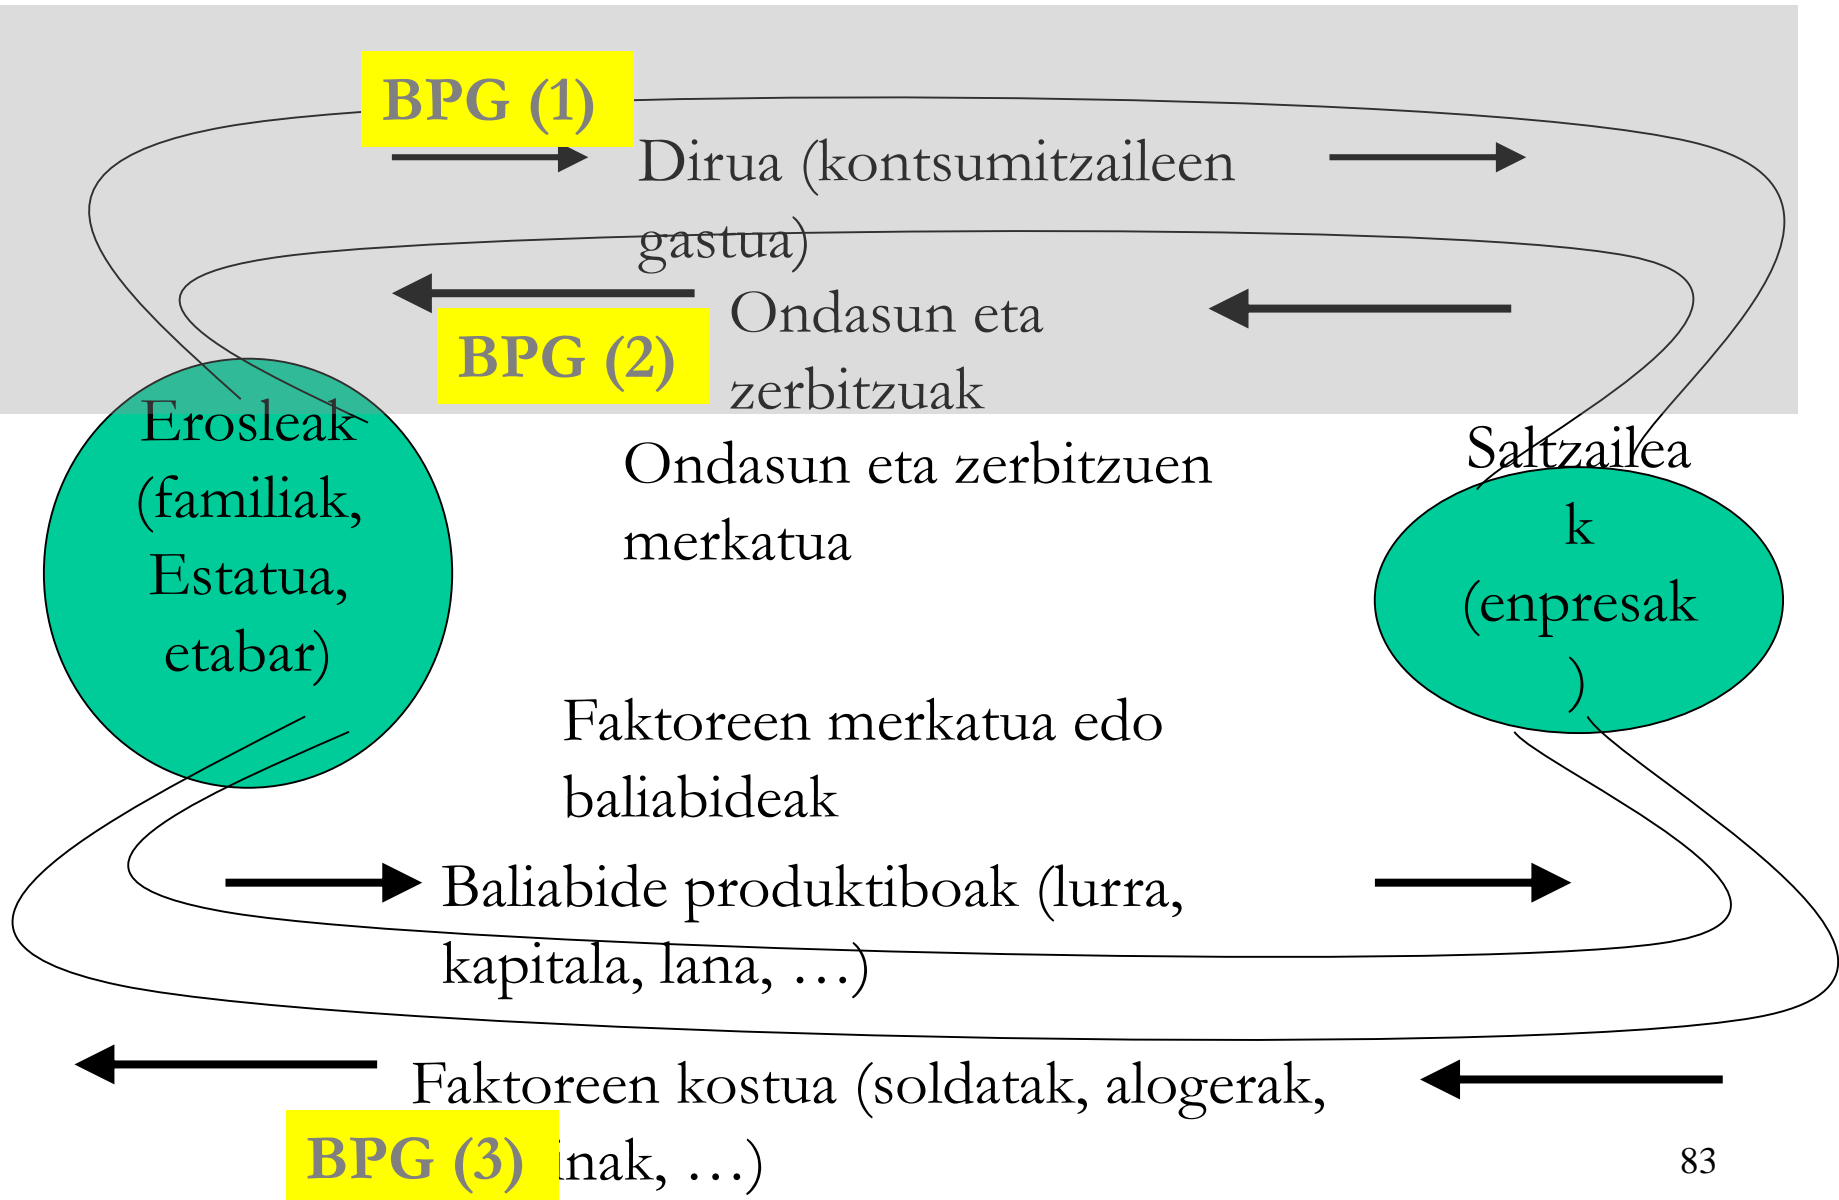 BPG (1)
Dirua (kontsumitzaileen
gastua)
Ondasun eta
zerbitzuak
BPG (2)
Erosleak
(familiak,
Estatua,
etabar)
Ondasun eta zerbitzuen
merkatua
Saltzailea
k
(enpresak
)
Faktoreen merkatua edo
baliabideak
Baliabide produktiboak (lurra,
kapitala, lana, …)
Faktoreen kostua (soldatak, alogerak,
BPG (3)
…)
83